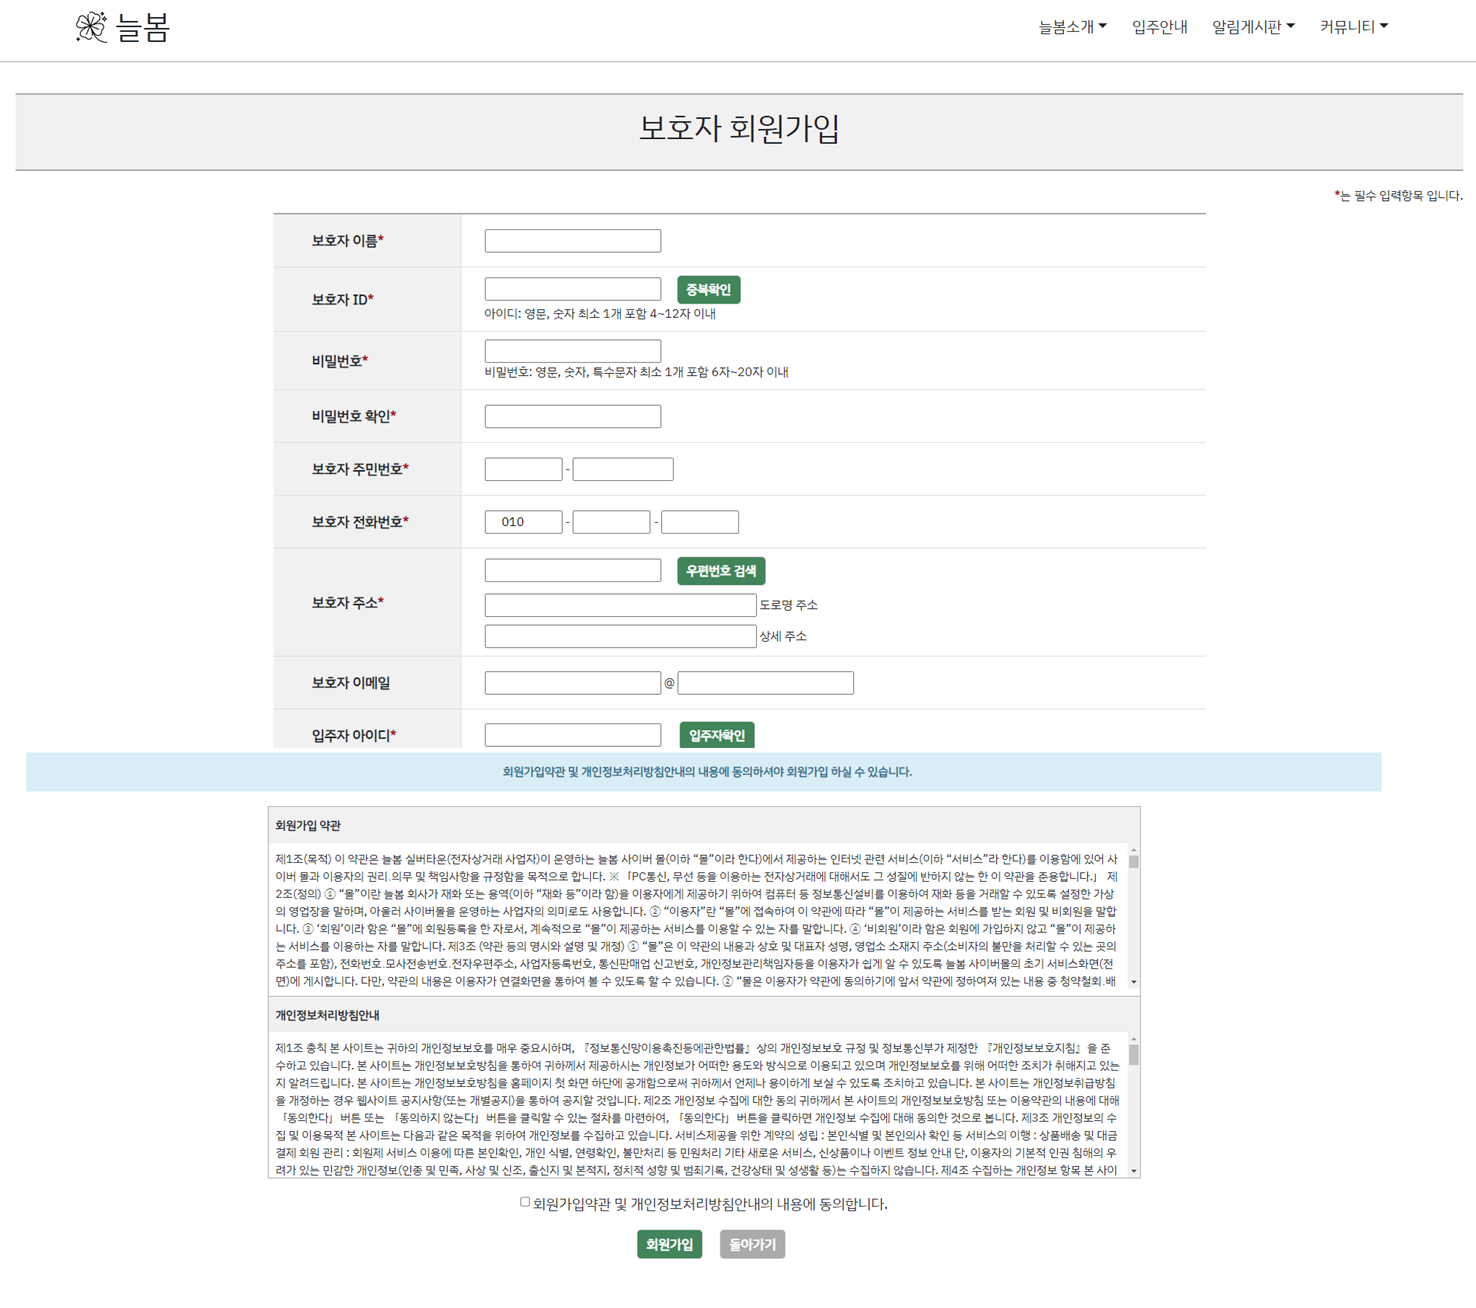 늘봄
늘봄소개 입주안내 알림게시판 커뮤니티
보호자 회원가입
*는 필수 입력항목 입니다.
보호자 이름*
보호자 ID* 중복확인
아이디: 영문, 숫자 최소 1개 포함 4~12자 이내
비밀번호*
비밀번호: 영문, 숫자, 특수문자 최소 1개 포함 6자~20자 이내
비밀번호 확인*
보호자 주민번호* -
보호자 전화번호* 010 - -
보호자 주소* 우편번호 검색
도로명 주소
상세 주소
보호자 이메일 @
입주자 아이디* 입주자확인
회원가입약관 및 개인정보처리방침안내의 내용에 동의하셔야 회원가입 하실 수 있습니다.
회원가입 약관
제1조(목적) 이 약관은 늘봄 실버타운(전자상거래 사업자)이 운영하는 늘봄 사이버 몰(이하 “몰”이라 한다)에서 제공하는 인터넷 관련 서비스(이하 “서비스”라 한다)를 이용함에 있어 사
이버 몰과 이용자의 권리.의무 및 책임사항을 규정함을 목적으로 합니다. ※ 「PC통신, 무선 등을 이용하는 전자상거래에 대해서도 그 성질에 반하지 않는 한 이 약관을 준용합니다.」 제
2조(정의) ① “몰”이란 늘봄 회사가 재화 또는 용역(이하 “재화 등”이라 함)을 이용자에게 제공하기 위하여 컴퓨터 등 정보통신설비를 이용하여 재화 등을 거래할 수 있도록 설정한 가상
의 영업장을 말하며, 아울러 사이버몰을 운영하는 사업자의 의미로도 사용합니다. ② “이용자”란 “몰”에 접속하여 이 약관에 따라 “몰”이 제공하는 서비스를 받는 회원 및 비회원을 말합
니다. ③ ‘회원’이라 함은 “몰”에 회원등록을 한 자로서, 계속적으로 “몰”이 제공하는 서비스를 이용할 수 있는 자를 말합니다. ④ ‘비회원’이라 함은 회원에 가입하지 않고 “몰”이 제공하
는 서비스를 이용하는 자를 말합니다. 제3조 (약관 등의 명시와 설명 및 개정) ① “몰”은 이 약관의 내용과 상호 및 대표자 성명, 영업소 소재지 주소(소비자의 불만을 처리할 수 있는 곳의
주소를 포함), 전화번호.모사전송번호.전자우편주소, 사업자등록번호, 통신판매업 신고번호, 개인정보관리책임자등을 이용자가 쉽게 알 수 있도록 늘봄 사이버몰의 초기 서비스화면(전
면)에 게시합니다. 다만, 약관의 내용은 이용자가 연결화면을 통하여 볼 수 있도록 할 수 있습니다. ② “몰은 이용자가 약관에 동의하기에 앞서 약관에 정하여져 있는 내용 중 청약철회.배
개인정보처리방침안내
제1조 총칙 본 사이트는 귀하의 개인정보보호를 매우 중요시하며, 『정보통신망이용촉진등에관한법률』상의 개인정보보호 규정 및 정보통신부가 제정한 『개인정보보호지침』을 준
수하고 있습니다. 본 사이트는 개인정보보호방침을 통하여 귀하께서 제공하시는 개인정보가 어떠한 용도와 방식으로 이용되고 있으며 개인정보보호를 위해 어떠한 조치가 취해지고 있는
지 알려드립니다. 본 사이트는 개인정보보호방침을 홈페이지 첫 화면 하단에 공개함으로써 귀하께서 언제나 용이하게 보실 수 있도록 조치하고 있습니다. 본 사이트는 개인정보취급방침
을 개정하는 경우 웹사이트 공지사항(또는 개별공지)을 통하여 공지할 것입니다. 제2조 개인정보 수집에 대한 동의 귀하께서 본 사이트의 개인정보보호방침 또는 이용약관의 내용에 대해
「동의한다」 버튼 또는 「동의하지 않는다」 버튼을 클릭할 수 있는 절차를 마련하여, 「동의한다」 버튼을 클릭하면 개인정보 수집에 대해 동의한 것으로 봅니다. 제3조 개인정보의 수
집 및 이용목적 본 사이트는 다음과 같은 목적을 위하여 개인정보를 수집하고 있습니다. 서비스제공을 위한 계약의 성립 : 본인식별 및 본인의사 확인 등 서비스의 이행 : 상품배송 및 대금
결제 회원 관리 : 회원제 서비스 이용에 따른 본인확인, 개인 식별, 연령확인, 불만처리 등 민원처리 기타 새로운 서비스, 신상품이나 이벤트 정보 안내 단, 이용자의 기본적 인권 침해의 우
려가 있는 민감한 개인정보(인종 및 민족, 사상 및 신조, 출신지 및 본적지, 정치적 성향 및 범죄기록, 건강상태 및 성생활 등)는 수집하지 않습니다. 제4조 수집하는 개인정보 항목 본 사이
회원가입약관 및 개인정보처리방침안내의 내용에 동의합니다.
회원가입 돌아가기